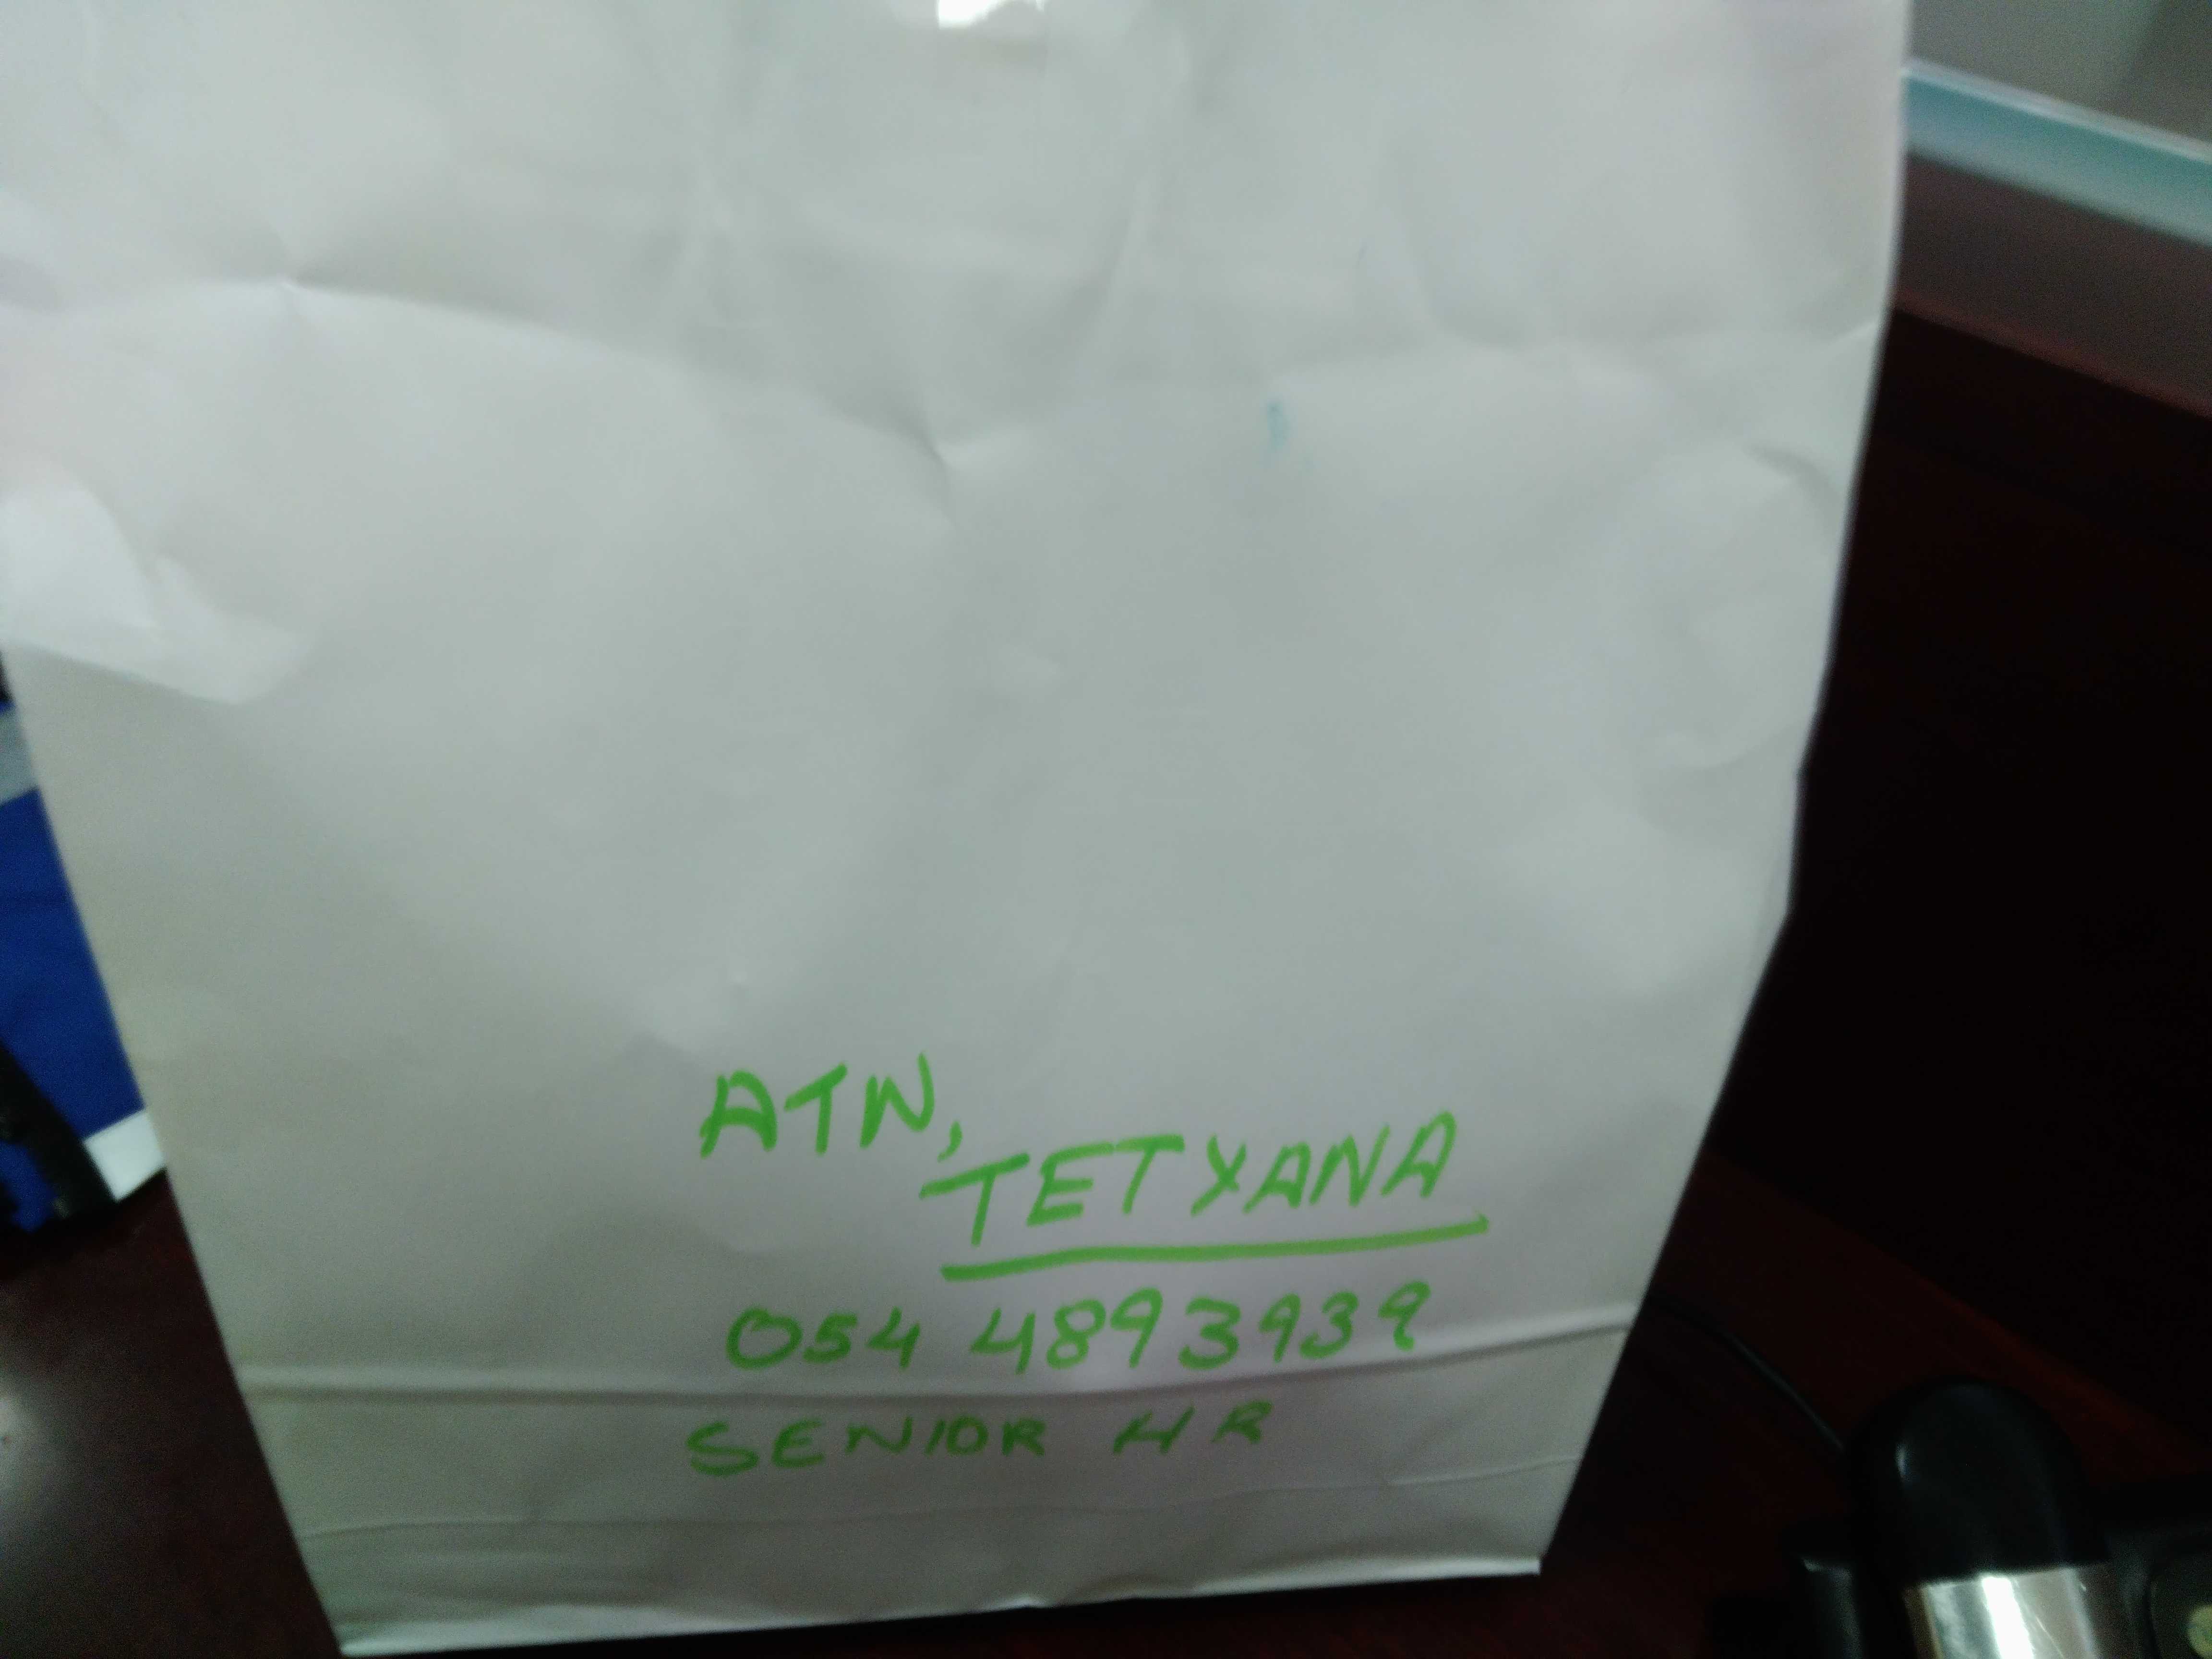 ATN,
TETYANA
054 4893939
SENIOR HR